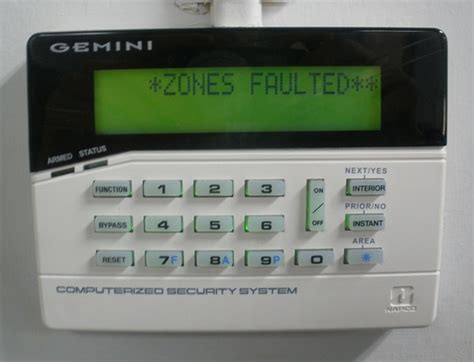 GEMINI
*ZONES FAULTED**
ARMED STATUS
NEXT/YES
FUNCTION 1 2 3 ON INTERIOR
PRIOR/NO
BYPASS 4 5 6 / OFF INSTANT
AREA
RESET 7F 8A 9P 0 *
COMPUTERIZED SECURITY SYSTEM
NAPCO